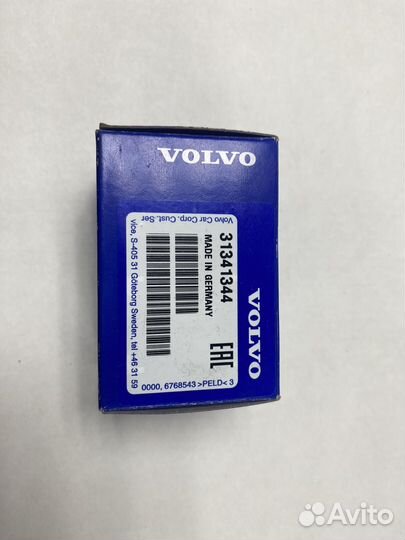 VOLVO
VOLVO
31341344
MADE IN GERMANY
EAC
Volvo Car Corp. Cust. Ser
vice, S-405 31 Göteborg Sweden, tel +46 31 59
0000, 6768543 >PELD< 3
Avito